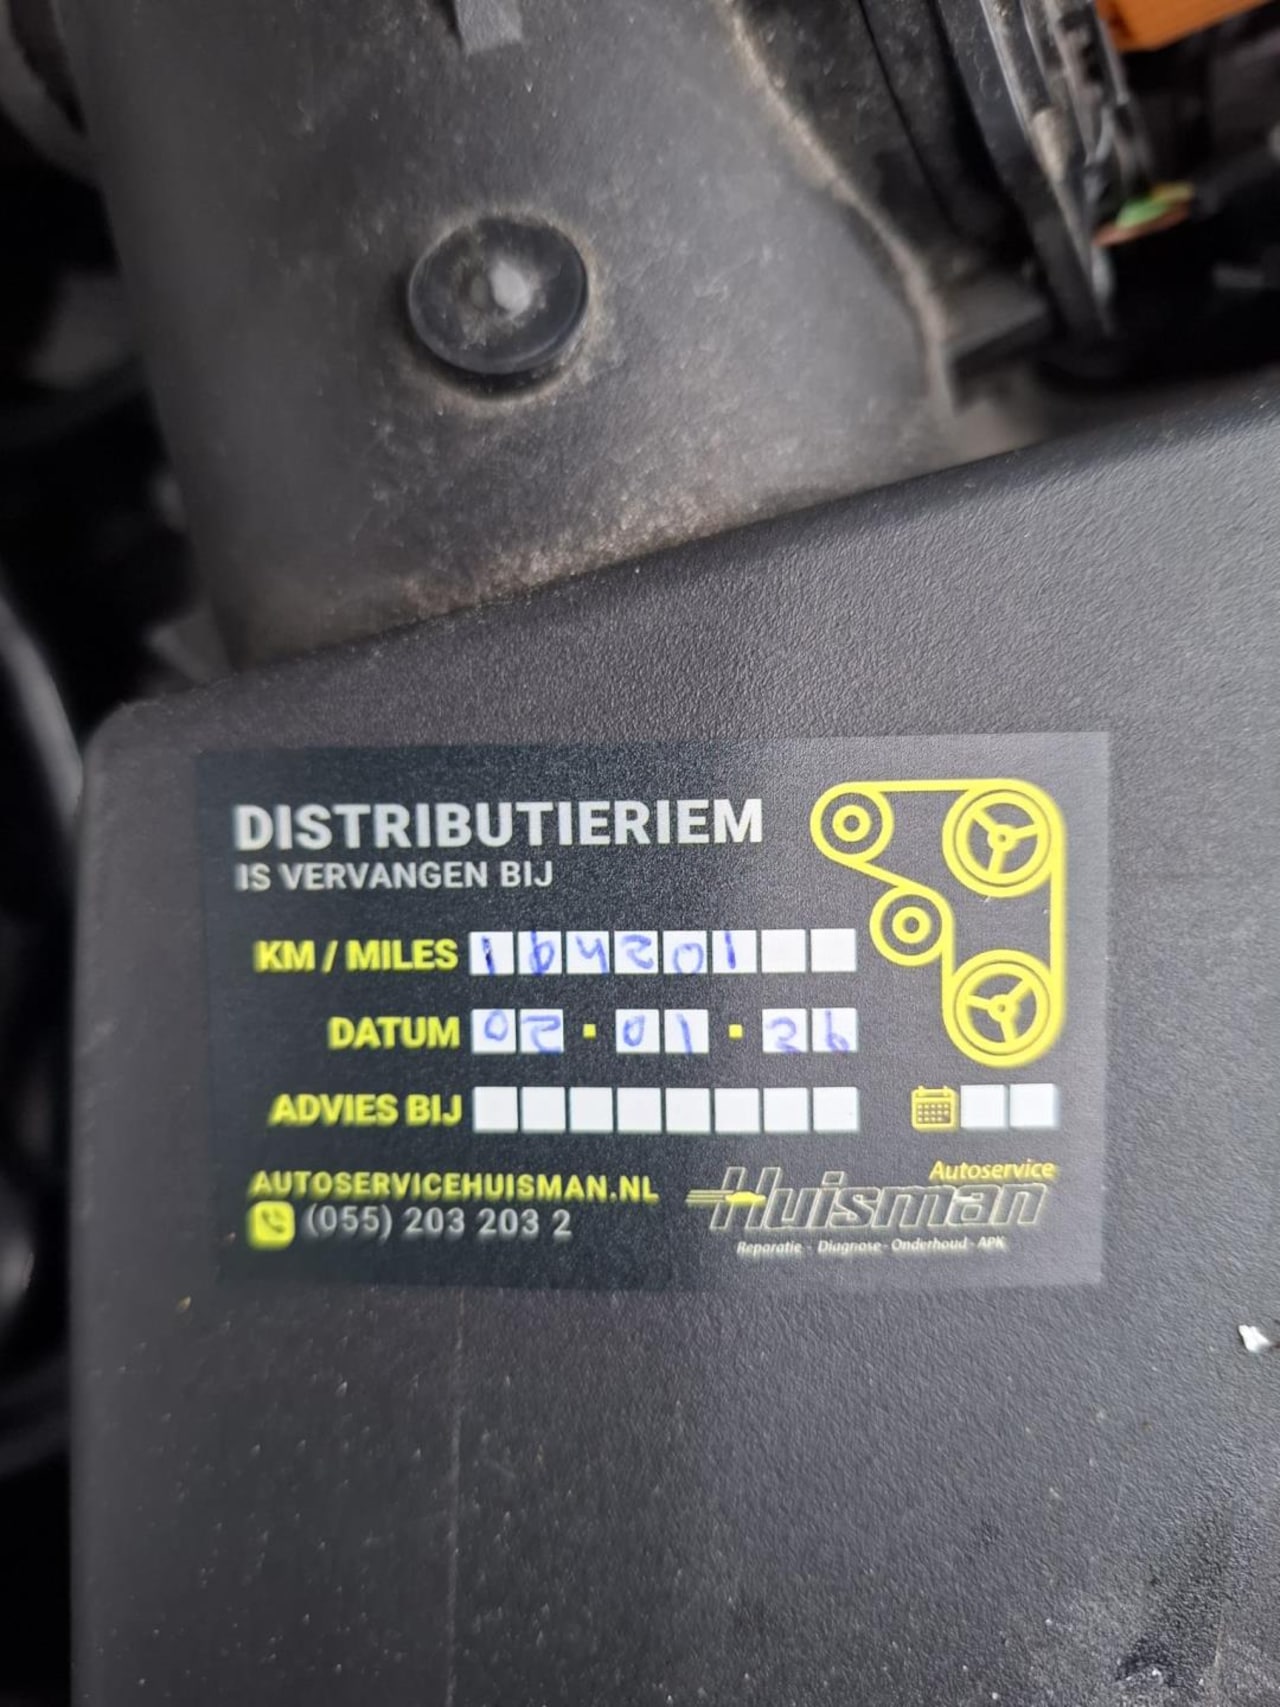 DISTRIBUTIERIEM
IS VERVANGEN BIJ
KM / MILES 164201
DATUM 02.01.26
ADVIES BIJ
AUTOSERVICEHUISMAN.NL
(055) 203 203 2
Autoservice
Huisman
Reparatie - Diagnose - Onderhoud - APK